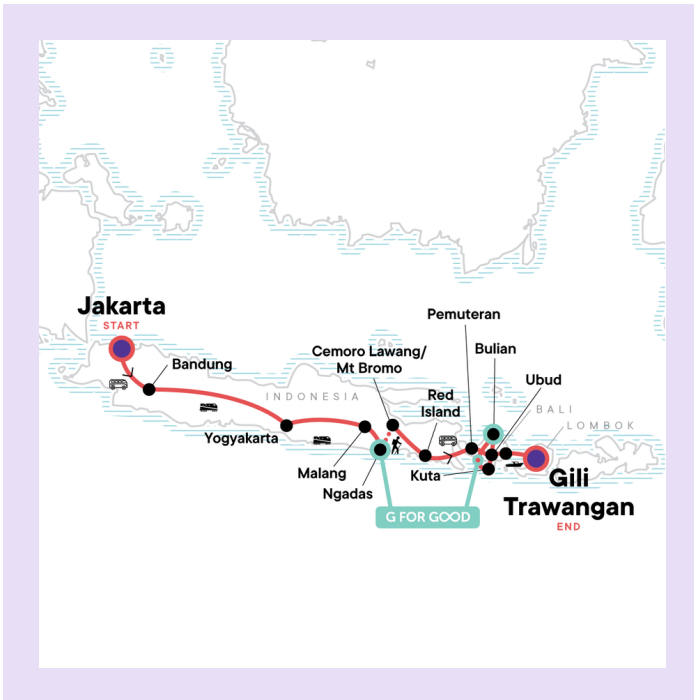 Jakarta
START
Bandung
Yogyakarta
INDONESIA
Cemoro Lawang/
Mt Bromo
Malang
Ngadas
Red
Island
Pemuteran
Bulian
Ubud
BALI
LOMBOK
Kuta
Gili
Trawangan
END
G FOR GOOD